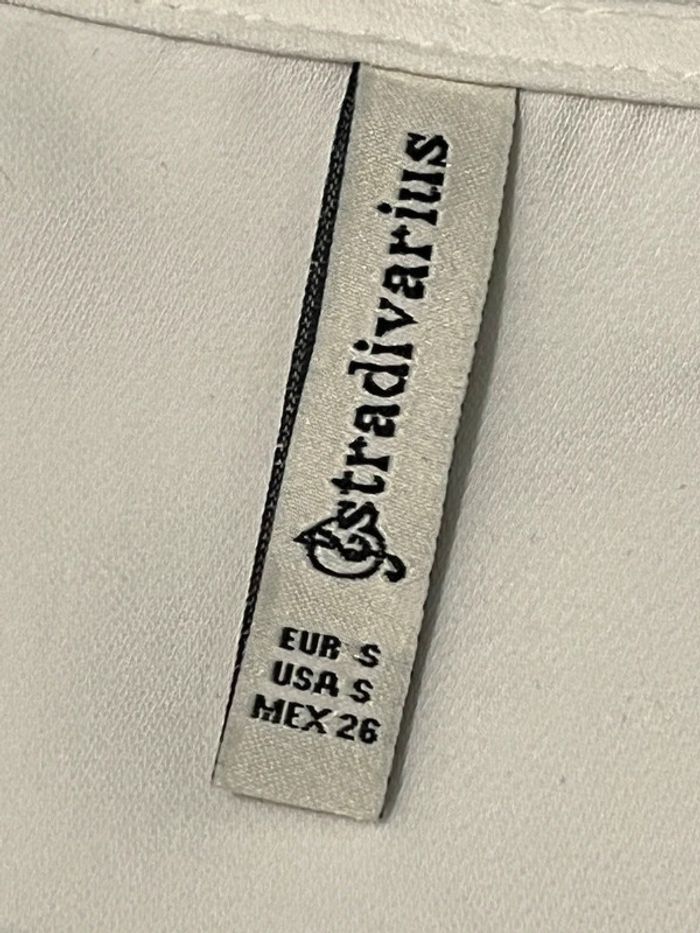 stradivarius
EUR S
USA S
MEX 26